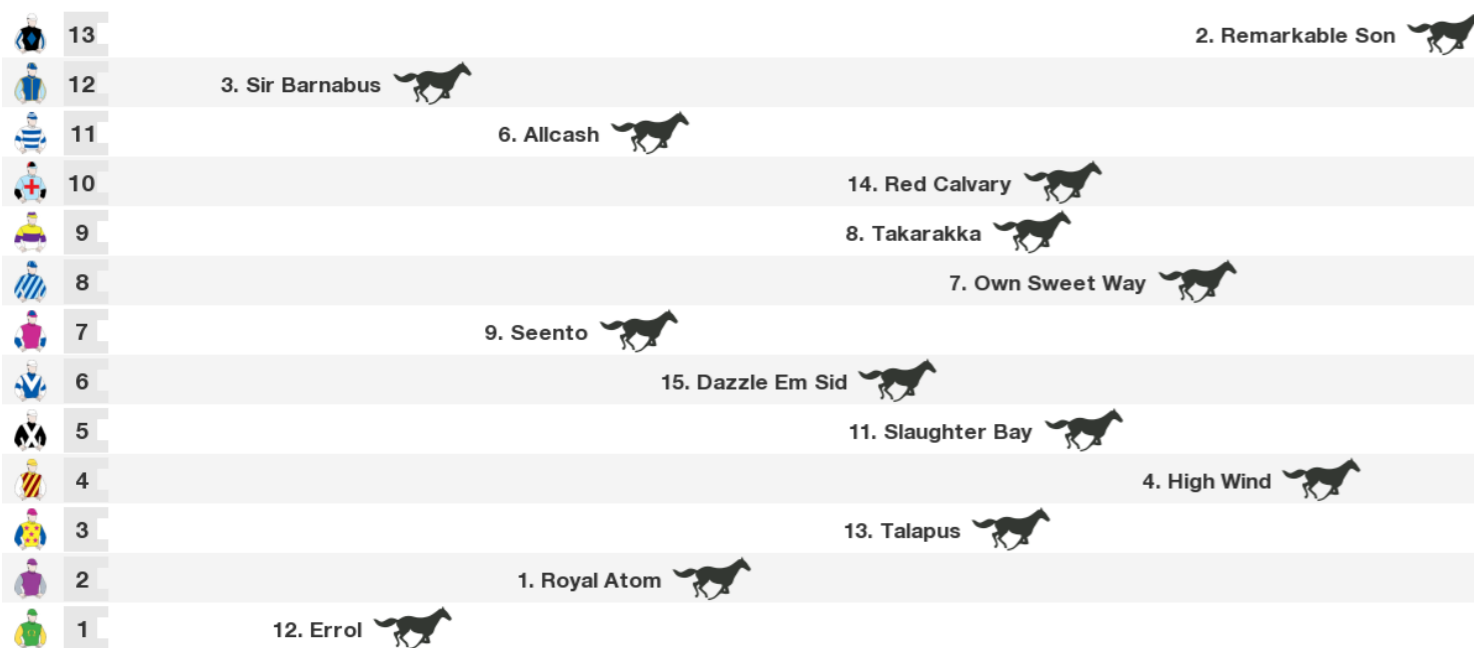 13 2. Remarkable Son
12 3. Sir Barnabus
11 6. Allcash
10 14. Red Calvary
9 8. Takarakka
8 7. Own Sweet Way
7 9. Seento
6 15. Dazzle Em Sid
5 11. Slaughter Bay
4 4. High Wind
3 13. Talapus
2 1. Royal Atom
1 12. Errol